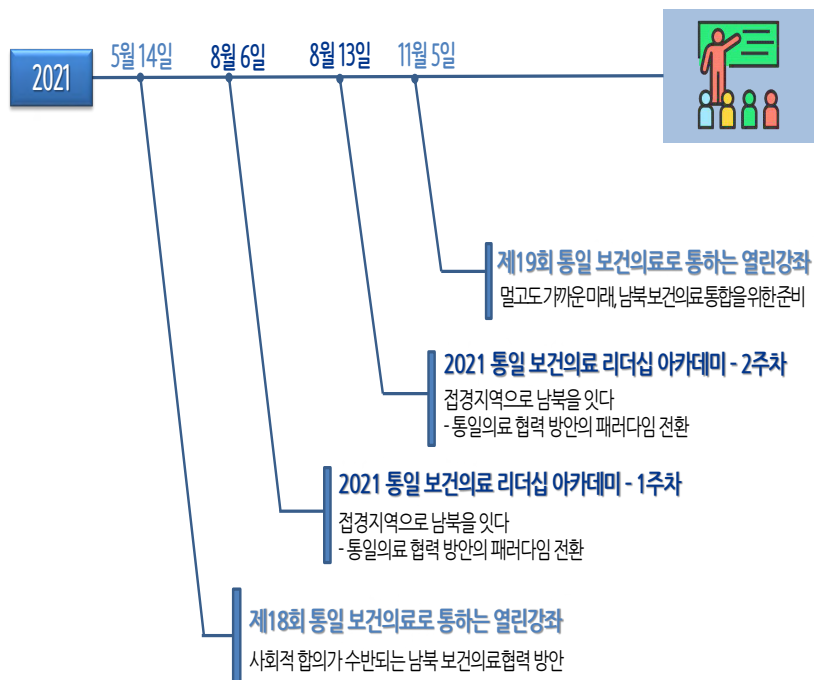 2021
5월 14일
8월 6일
8월 13일
11월 5일
제19회 통일 보건의료로 통하는 열린강좌
멀고도 가까운 미래, 남북 보건의료 통합을 위한 준비
2021 통일 보건의료 리더십 아카데미 - 2주차
접경지역으로 남북을 잇다
- 통일의료 협력 방안의 패러다임 전환
2021 통일 보건의료 리더십 아카데미 - 1주차
접경지역으로 남북을 잇다
- 통일의료 협력 방안의 패러다임 전환
제18회 통일 보건의료로 통하는 열린강좌
사회적 합의가 수반되는 남북 보건의료협력 방안